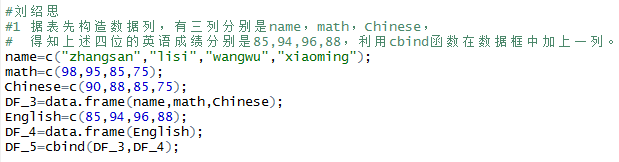 #刘绍思
#1 据表先构造数据列，有三列分别是name，math，Chinese，
#  得知上述四位的英语成绩分别是85,94,96,88，利用cbind函数在数据框中加上一列。
name=c("zhangsan","lisi","wangwu","xiaoming");
math=c(98,95,85,75);
Chinese=c(90,88,85,75);
DF_3=data.frame(name,math,Chinese);
English=c(85,94,96,88);
DF_4=data.frame(English);
DF_5=cbind(DF_3,DF_4);